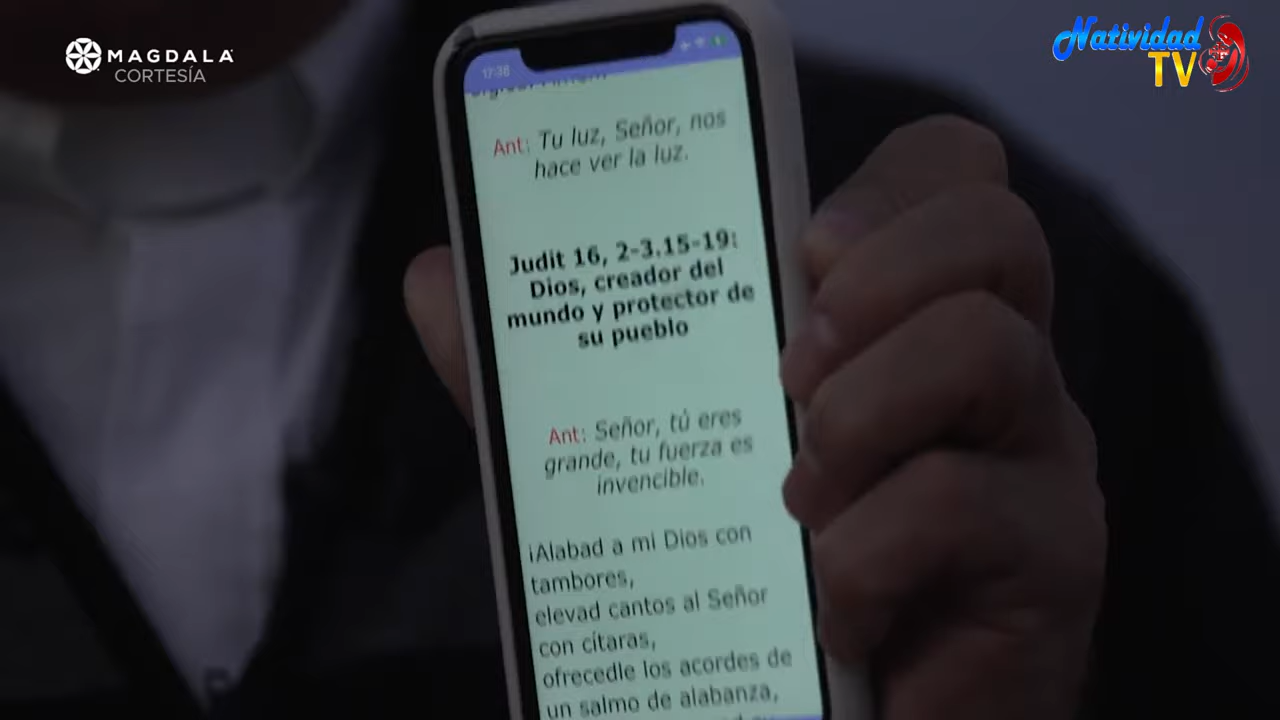 MAGDALA
CORTESÍA
Natividad
TV
17:38
Ant: Tu luz, Señor, nos
hace ver la luz.
Judit 16, 2-3.15-19:
Dios, creador del
mundo y protector de
su pueblo
Ant: Señor, tú eres
grande, tu fuerza es
invencible.
¡Alabad a mi Dios con
tambores,
elevad cantos al Señor
con cítaras,
ofrecedle los acordes de
un salmo de alabanza,